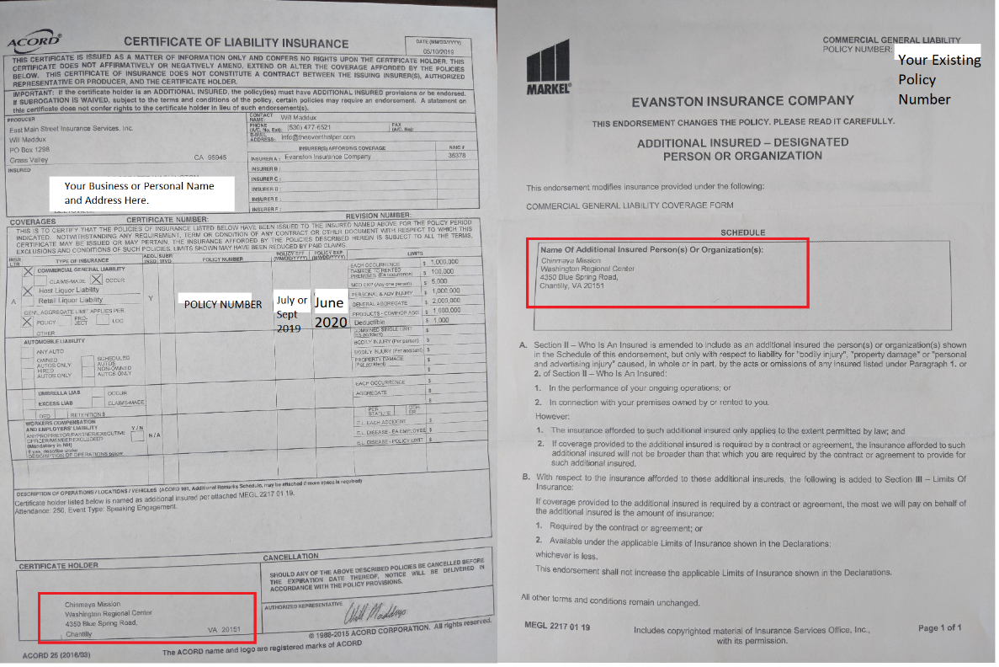 ACORD®
CERTIFICATE OF LIABILITY INSURANCE
DATE (MM/DD/YYYY)
05/10/2019
THIS CERTIFICATE IS ISSUED AS A MATTER OF INFORMATION ONLY AND CONFERS NO RIGHTS UPON THE CERTIFICATE HOLDER. THIS
CERTIFICATE DOES NOT AFFIRMATIVELY OR NEGATIVELY AMEND, EXTEND OR ALTER THE COVERAGE AFFORDED BY THE POLICIES
BELOW. THIS CERTIFICATE OF INSURANCE DOES NOT CONSTITUTE A CONTRACT BETWEEN THE ISSUING INSURER(S), AUTHORIZED
REPRESENTATIVE OR PRODUCER, AND THE CERTIFICATE HOLDER.
IMPORTANT: If the certificate holder is an ADDITIONAL INSURED, the policy(ies) must have ADDITIONAL INSURED provisions or be endorsed.
If SUBROGATION IS WAIVED, subject to the terms and conditions of the policy, certain policies may require an endorsement. A statement on
this certificate does not confer rights to the certificate holder in lieu of such endorsement(s).
PRODUCER
East Main Street Insurance Services, Inc.
Will Maddux
PO Box 1298
Grass Valley CA 95945
CONTACT NAME: Will Maddux
PHONE (A/C, No, Ext): (530) 477-6521
FAX (A/C, No):
E-MAIL ADDRESS: info@theeventhelper.com
INSURER(S) AFFORDING COVERAGE NAIC #
INSURER A : Evanston Insurance Company 35378
INSURER B :
INSURER C :
INSURER D :
INSURER E :
INSURER F :
INSURED
Your Business or Personal Name
and Address Here.
COVERAGES CERTIFICATE NUMBER: REVISION NUMBER:
THIS IS TO CERTIFY THAT THE POLICIES OF INSURANCE LISTED BELOW HAVE BEEN ISSUED TO THE INSURED NAMED ABOVE FOR THE POLICY PERIOD
INDICATED. NOTWITHSTANDING ANY REQUIREMENT, TERM OR CONDITION OF ANY CONTRACT OR OTHER DOCUMENT WITH RESPECT TO WHICH THIS
CERTIFICATE MAY BE ISSUED OR MAY PERTAIN, THE INSURANCE AFFORDED BY THE POLICIES DESCRIBED HEREIN IS SUBJECT TO ALL THE TERMS,
EXCLUSIONS AND CONDITIONS OF SUCH POLICIES. LIMITS SHOWN MAY HAVE BEEN REDUCED BY PAID CLAIMS.
INSR LTR TYPE OF INSURANCE ADDL INSD SUBR WVD POLICY NUMBER POLICY EFF (MM/DD/YYYY) POLICY EXP (MM/DD/YYYY) LIMITS
A
X COMMERCIAL GENERAL LIABILITY
CLAIMS-MADE X OCCUR
X Host Liquor Liability
Retail Liquor Liability
GEN'L AGGREGATE LIMIT APPLIES PER:
X POLICY PROJECT LOC
OTHER
Y
POLICY NUMBER
July or
Sept
2019
June
2020
EACH OCCURRENCE $ 1,000,000
DAMAGE TO RENTED PREMISES (Ea occurrence) $ 100,000
MED EXP (Any one person) $ 5,000
PERSONAL & ADV INJURY $ 1,000,000
GENERAL AGGREGATE $ 2,000,000
PRODUCTS - COMP/OP AGG $ 1,000,000
Deductible $ 1,000
AUTOMOBILE LIABILITY
ANY AUTO
OWNED AUTOS ONLY SCHEDULED AUTOS
HIRED AUTOS ONLY NON-OWNED AUTOS ONLY
COMBINED SINGLE LIMIT (Ea accident) $
BODILY INJURY (Per person) $
BODILY INJURY (Per accident) $
PROPERTY DAMAGE (Per accident) $
$
UMBRELLA LIAB OCCUR
EXCESS LIAB CLAIMS-MADE
DED RETENTION $
EACH OCCURRENCE $
AGGREGATE $
$
WORKERS COMPENSATION
AND EMPLOYERS' LIABILITY Y / N
ANYPROPRIETOR/PARTNER/EXECUTIVE
OFFICER/MEMBER EXCLUDED? N / A
(Mandatory in NH)
If yes, describe under
DESCRIPTION OF OPERATIONS below
PER STATUTE OTHER
E.L. EACH ACCIDENT $
E.L. DISEASE - EA EMPLOYEE $
E.L. DISEASE - POLICY LIMIT $
DESCRIPTION OF OPERATIONS / LOCATIONS / VEHICLES (ACORD 101, Additional Remarks Schedule, may be attached if more space is required)
Certificate holder listed below is named as additional insured per attached MEGL 2217 01 19.
Attendance: 250, Event Type: Speaking Engagement.
CERTIFICATE HOLDER
Chinmaya Mission
Washington Regional Center
4350 Blue Spring Road,
Chantilly VA 20151
CANCELLATION
SHOULD ANY OF THE ABOVE DESCRIBED POLICIES BE CANCELLED BEFORE
THE EXPIRATION DATE THEREOF, NOTICE WILL BE DELIVERED IN
ACCORDANCE WITH THE POLICY PROVISIONS.
AUTHORIZED REPRESENTATIVE
Will Maddux
© 1988-2015 ACORD CORPORATION. All rights reserved.
ACORD 25 (2016/03)
The ACORD name and logo are registered marks of ACORD
MARKEL®
COMMERCIAL GENERAL LIABILITY
POLICY NUMBER:
Your Existing
Policy
Number
EVANSTON INSURANCE COMPANY
THIS ENDORSEMENT CHANGES THE POLICY. PLEASE READ IT CAREFULLY.
ADDITIONAL INSURED – DESIGNATED
PERSON OR ORGANIZATION
This endorsement modifies insurance provided under the following:
COMMERCIAL GENERAL LIABILITY COVERAGE FORM
SCHEDULE
Name Of Additional Insured Person(s) Or Organization(s):
Chinmaya Mission
Washington Regional Center
4350 Blue Spring Road,
Chantilly, VA 20151
A. Section II – Who Is An Insured is amended to include as an additional insured the person(s) or organization(s) shown
in the Schedule of this endorsement, but only with respect to liability for "bodily injury", "property damage" or "personal
and advertising injury" caused, in whole or in part, by the acts or omissions of any insured listed under Paragraph 1. or
2. of Section II – Who Is An Insured:
1. In the performance of your ongoing operations; or
2. In connection with your premises owned by or rented to you.
However:
1. The insurance afforded to such additional insured only applies to the extent permitted by law; and
2. If coverage provided to the additional insured is required by a contract or agreement, the insurance afforded to such
additional insured will not be broader than that which you are required by the contract or agreement to provide for
such additional insured.
B. With respect to the insurance afforded to these additional insureds, the following is added to Section III – Limits Of
Insurance:
If coverage provided to the additional insured is required by a contract or agreement, the most we will pay on behalf of
the additional insured is the amount of insurance:
1. Required by the contract or agreement; or
2. Available under the applicable Limits of Insurance shown in the Declarations;
whichever is less.
This endorsement shall not increase the applicable Limits of Insurance shown in the Declarations.
All other terms and conditions remain unchanged.
MEGL 2217 01 19
Includes copyrighted material of Insurance Services Office, Inc.,
with its permission.
Page 1 of 1